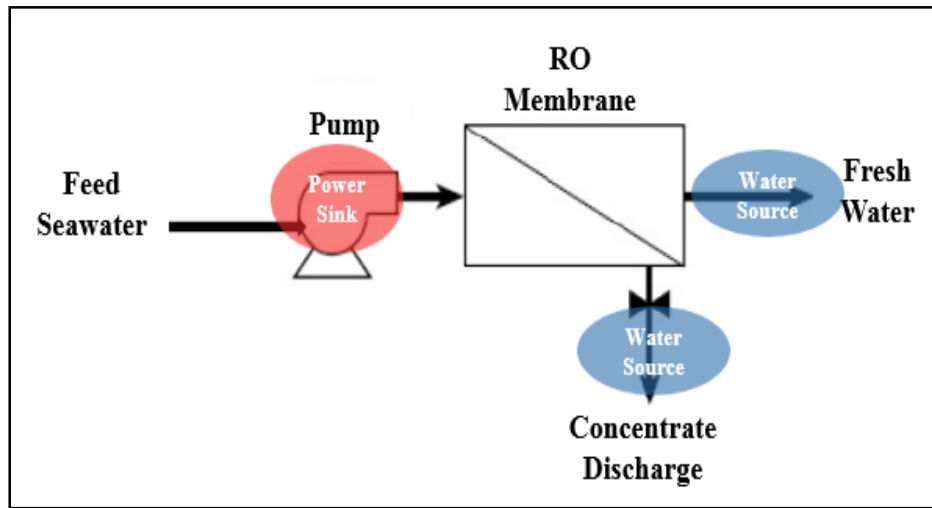 RO
Membrane
Pump
Feed
Seawater
Power
Sink
Water
Source
Fresh
Water
Water
Source
Concentrate
Discharge